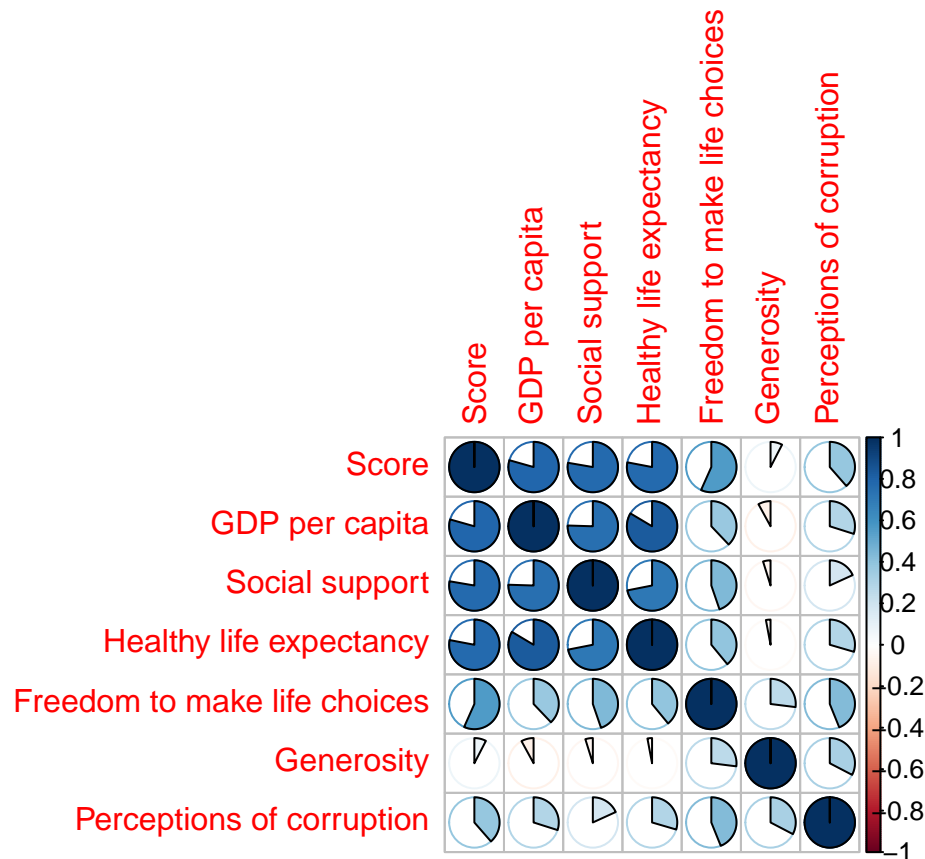 Score
GDP per capita
Social support
Healthy life expectancy
Freedom to make life choices
Generosity
Perceptions of corruption
Score
GDP per capita
Social support
Healthy life expectancy
Freedom to make life choices
Generosity
Perceptions of corruption
1
0.8
0.6
0.4
0.2
0
−0.2
−0.4
−0.6
−0.8
−1